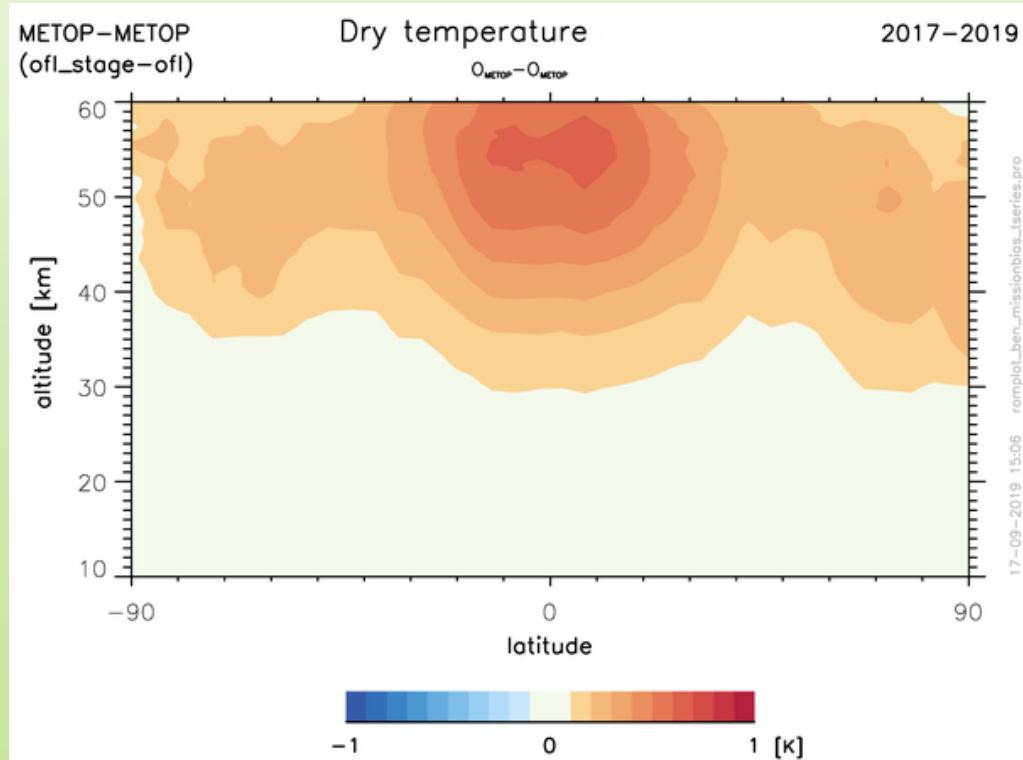 METOP-METOP
(ofl_stage-ofl)
Dry temperature
2017-2019
O_METOP-O_METOP
60
50
40
30
20
10
altitude [km]
-90
0
90
latitude
-1
0
1 [K]
17-09-2019 15:06 romplot_ben_missionbias_tseries.pro